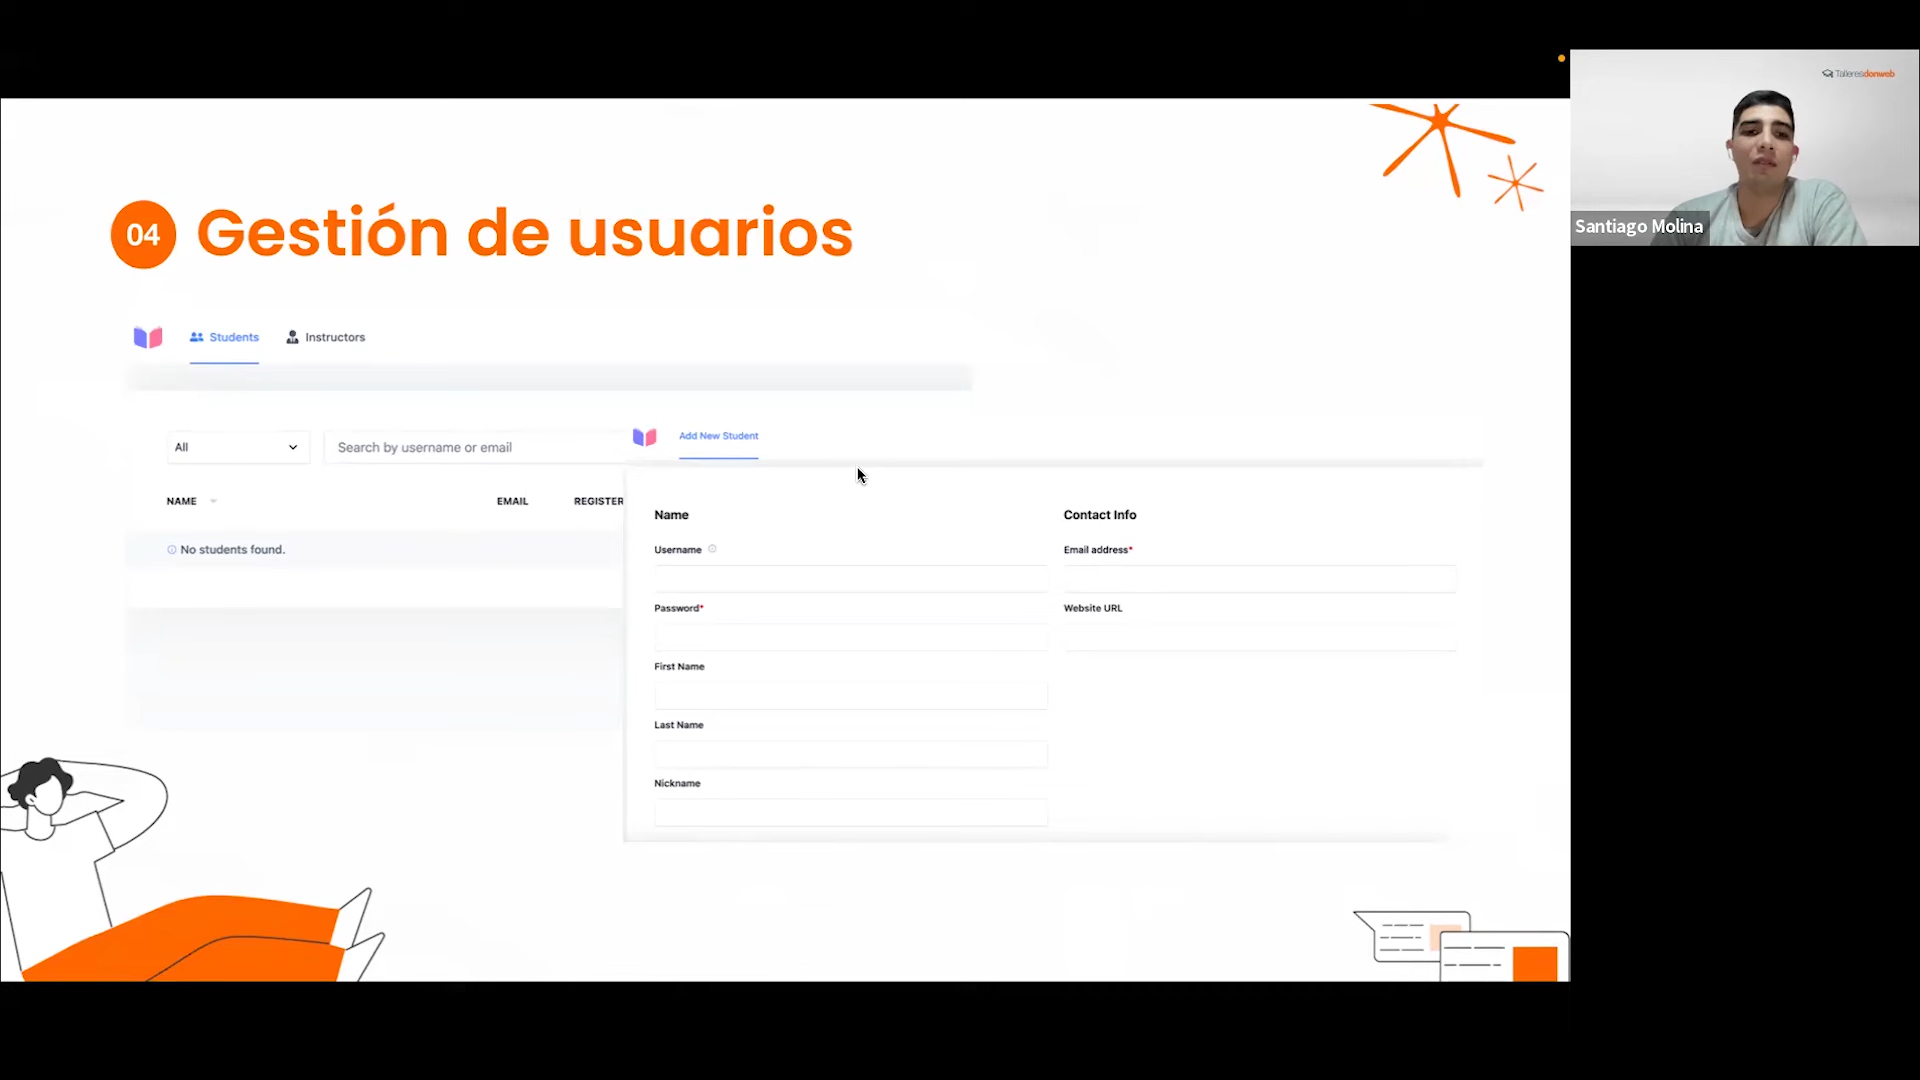 Talleresdonweb
Santiago Molina
04 Gestión de usuarios
Students Instructors
All Search by username or email
NAME EMAIL REGISTER
No students found.
Add New Student
Name Contact Info
Username Email address*
Password* Website URL
First Name
Last Name
Nickname